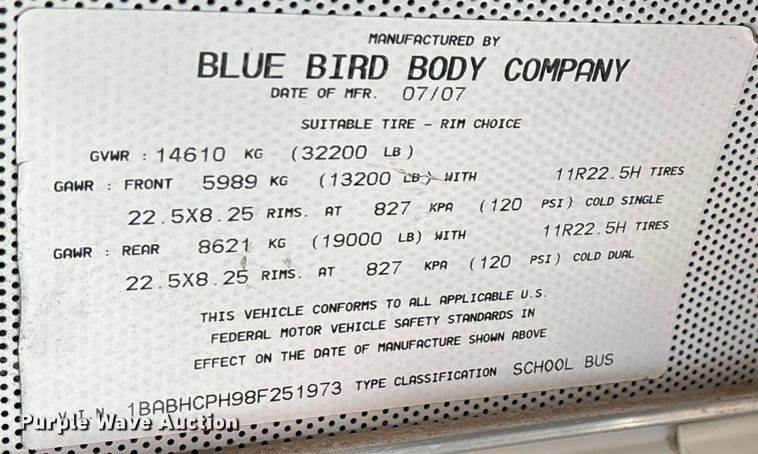 MANUFACTURED BY
BLUE BIRD BODY COMPANY
DATE OF MFR. 07/07
SUITABLE TIRE - RIM CHOICE
GVWR : 14610 KG (32200 LB)
GAWR : FRONT 5989 KG (13200 LB) WITH 11R22.5H TIRES
22.5X8.25 RIMS. AT 827 KPA (120 PSI) COLD SINGLE
GAWR : REAR 8621 KG (19000 LB) WITH 11R22.5H TIRES
22.5X8.25 RIMS. AT 827 KPA (120 PSI) COLD DUAL
THIS VEHICLE CONFORMS TO ALL APPLICABLE U.S.
FEDERAL MOTOR VEHICLE SAFETY STANDARDS IN
EFFECT ON THE DATE OF MANUFACTURE SHOWN ABOVE
V.I.N. 1BABHCPH98F251973 TYPE CLASSIFICATION SCHOOL BUS
Purple Wave Auction